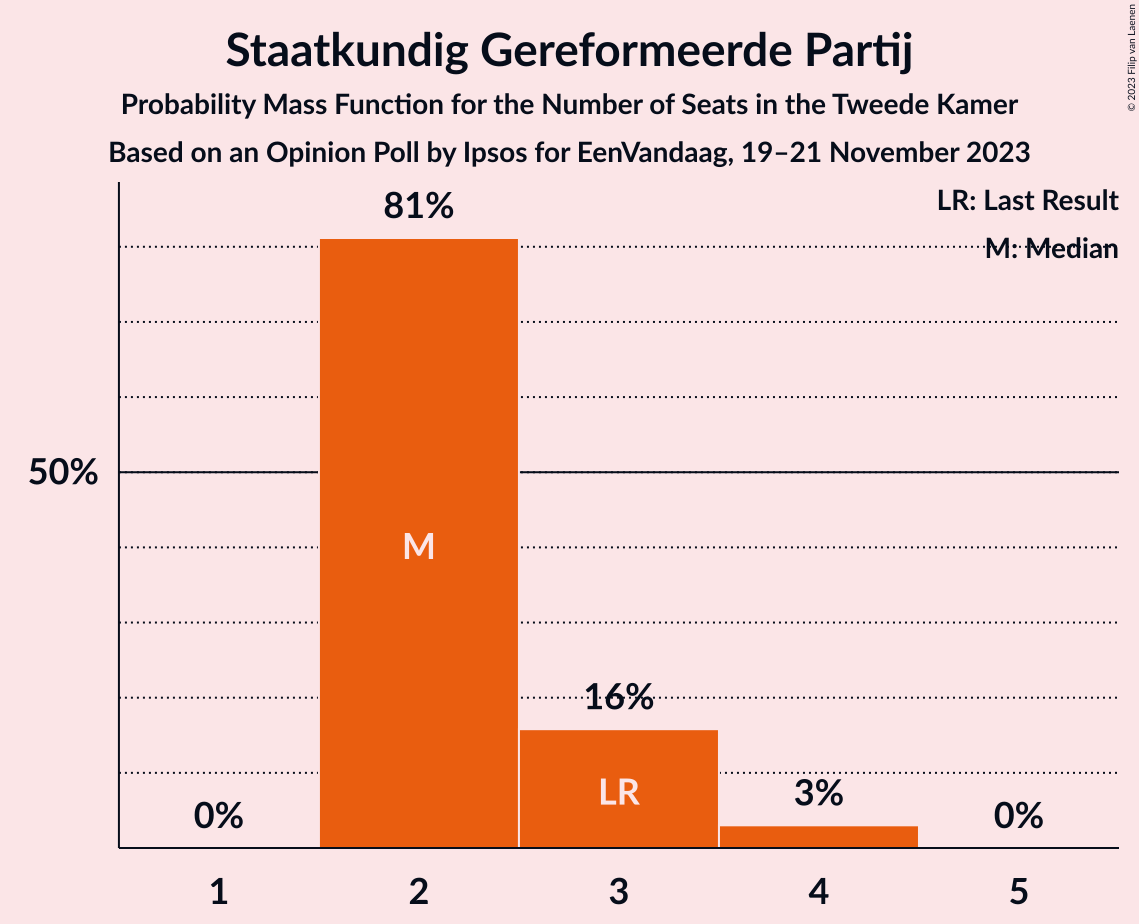 Staatkundig Gereformeerde Partij
Probability Mass Function for the Number of Seats in the Tweede Kamer
Based on an Opinion Poll by Ipsos for EenVandaag, 19–21 November 2023
© 2023 Filip van Laenen
LR: Last Result
M: Median
81%
50%
M
16%
LR
3%
0%
0%
1
2
3
4
5